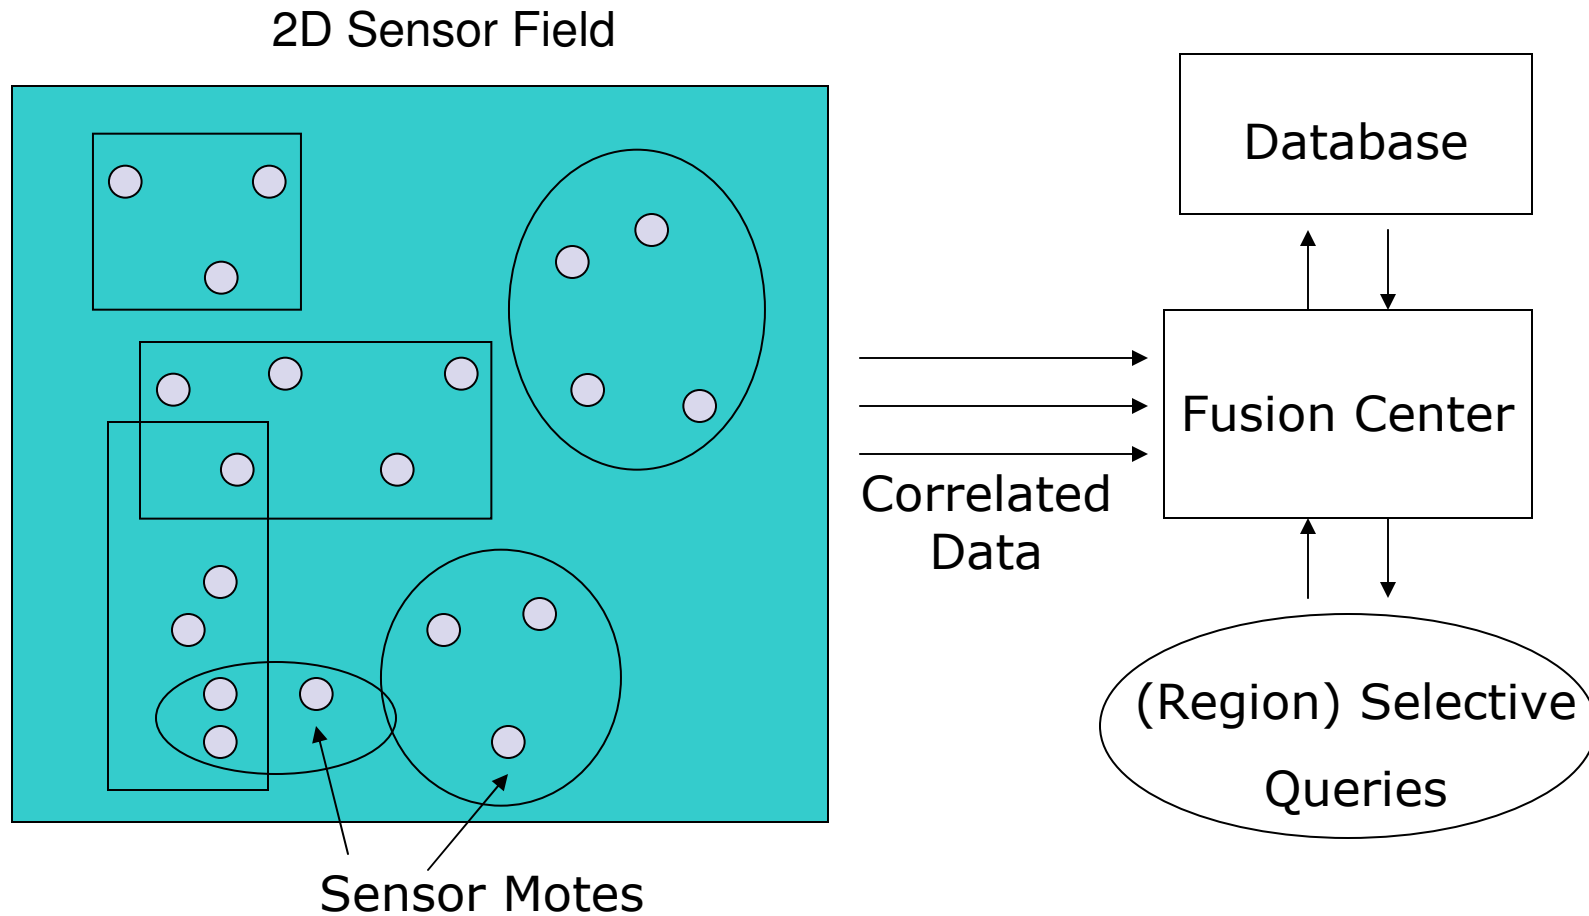 2D Sensor Field
Database
Fusion Center
Correlated
Data
(Region) Selective
Queries
Sensor Motes